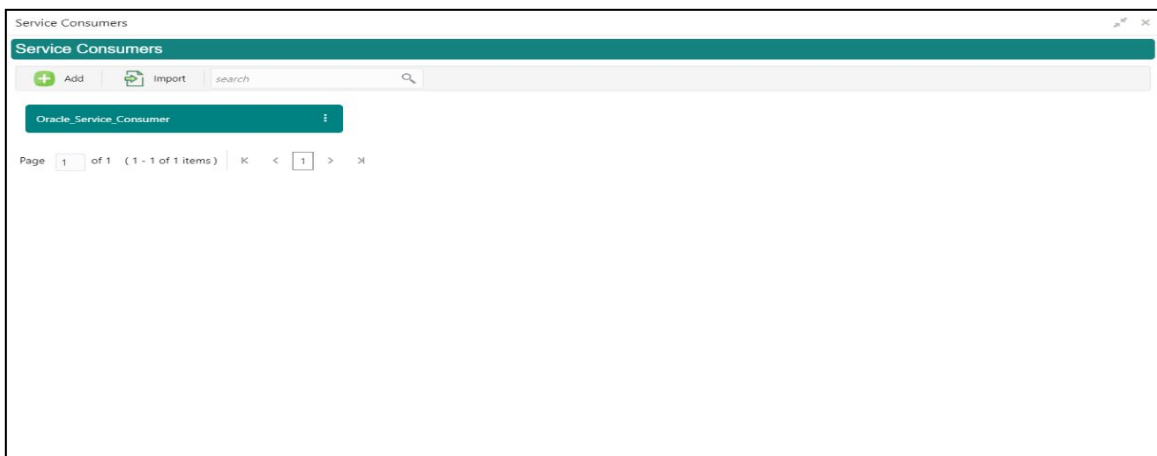 Service Consumers
Service Consumers
Add Import search
Oracle_Service_Consumer
Page 1 of 1 ( 1 - 1 of 1 items ) 1